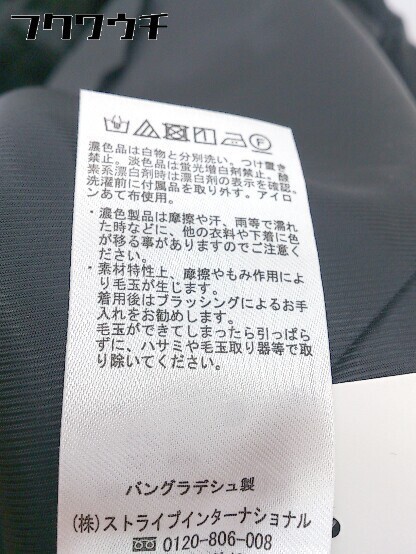 フクワウチ
濃色品は白物と分別洗い。つけ置き
禁止。淡色品は蛍光増白剤禁止。酸
素系漂白剤時は漂白剤の表示を確認。
洗濯前に付属品を取り外す。アイロ
ンあて布使用。
・濃色製品は摩擦や汗、雨等で濡れ
た時などに、他の衣料や下着に色
が移る事がありますのでご注意く
ださい。
・素材特性上、摩擦やもみ作用によ
り毛玉が生じます。
着用後はブラッシングによるお手
入れをお勧めします。
毛玉ができてしまったら引っぱら
ずに、ハサミや毛玉取り器等で取
り除いてください。
バングラデシュ製
(株)ストライプインターナショナル
0120-806-008